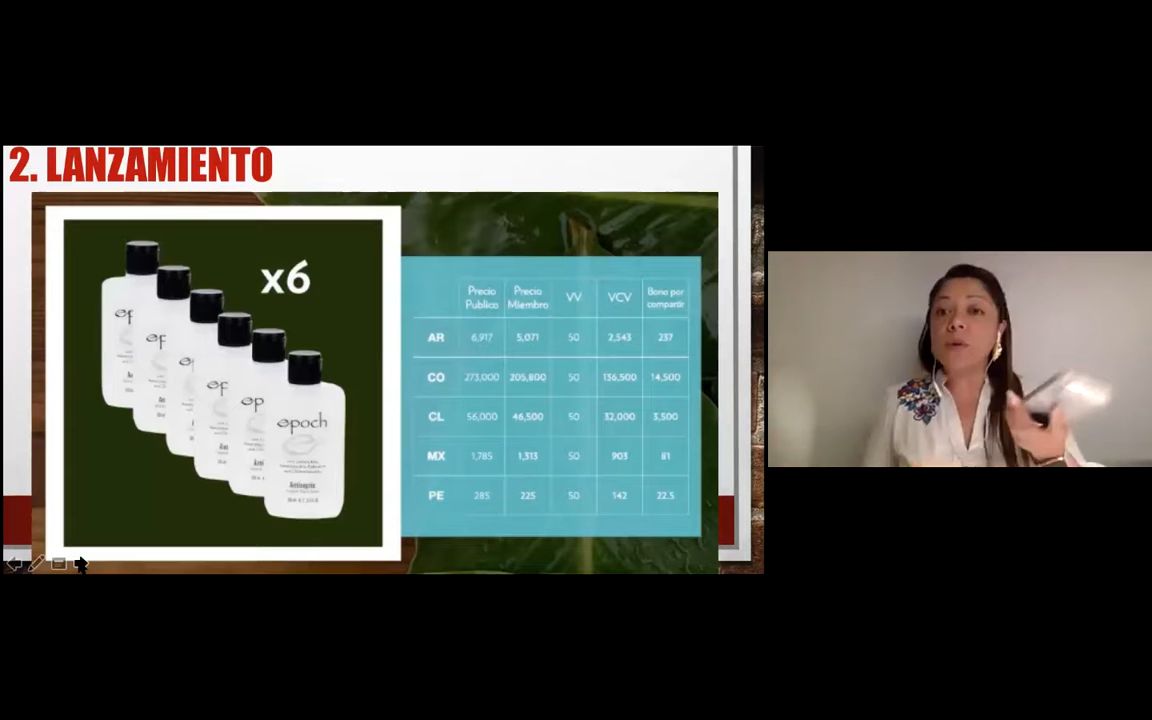 2. LANZAMIENTO
x6
epoch
Antiseptic
Precio Publico Precio Miembro VV VCV Bono por compartir
AR 6,917 5,071 50 2,543 237
CO 273,000 205,800 50 136,500 14,500
CL 56,000 46,500 50 32,000 3,500
MX 1,785 1,313 50 903 81
PE 285 225 50 142 22.5